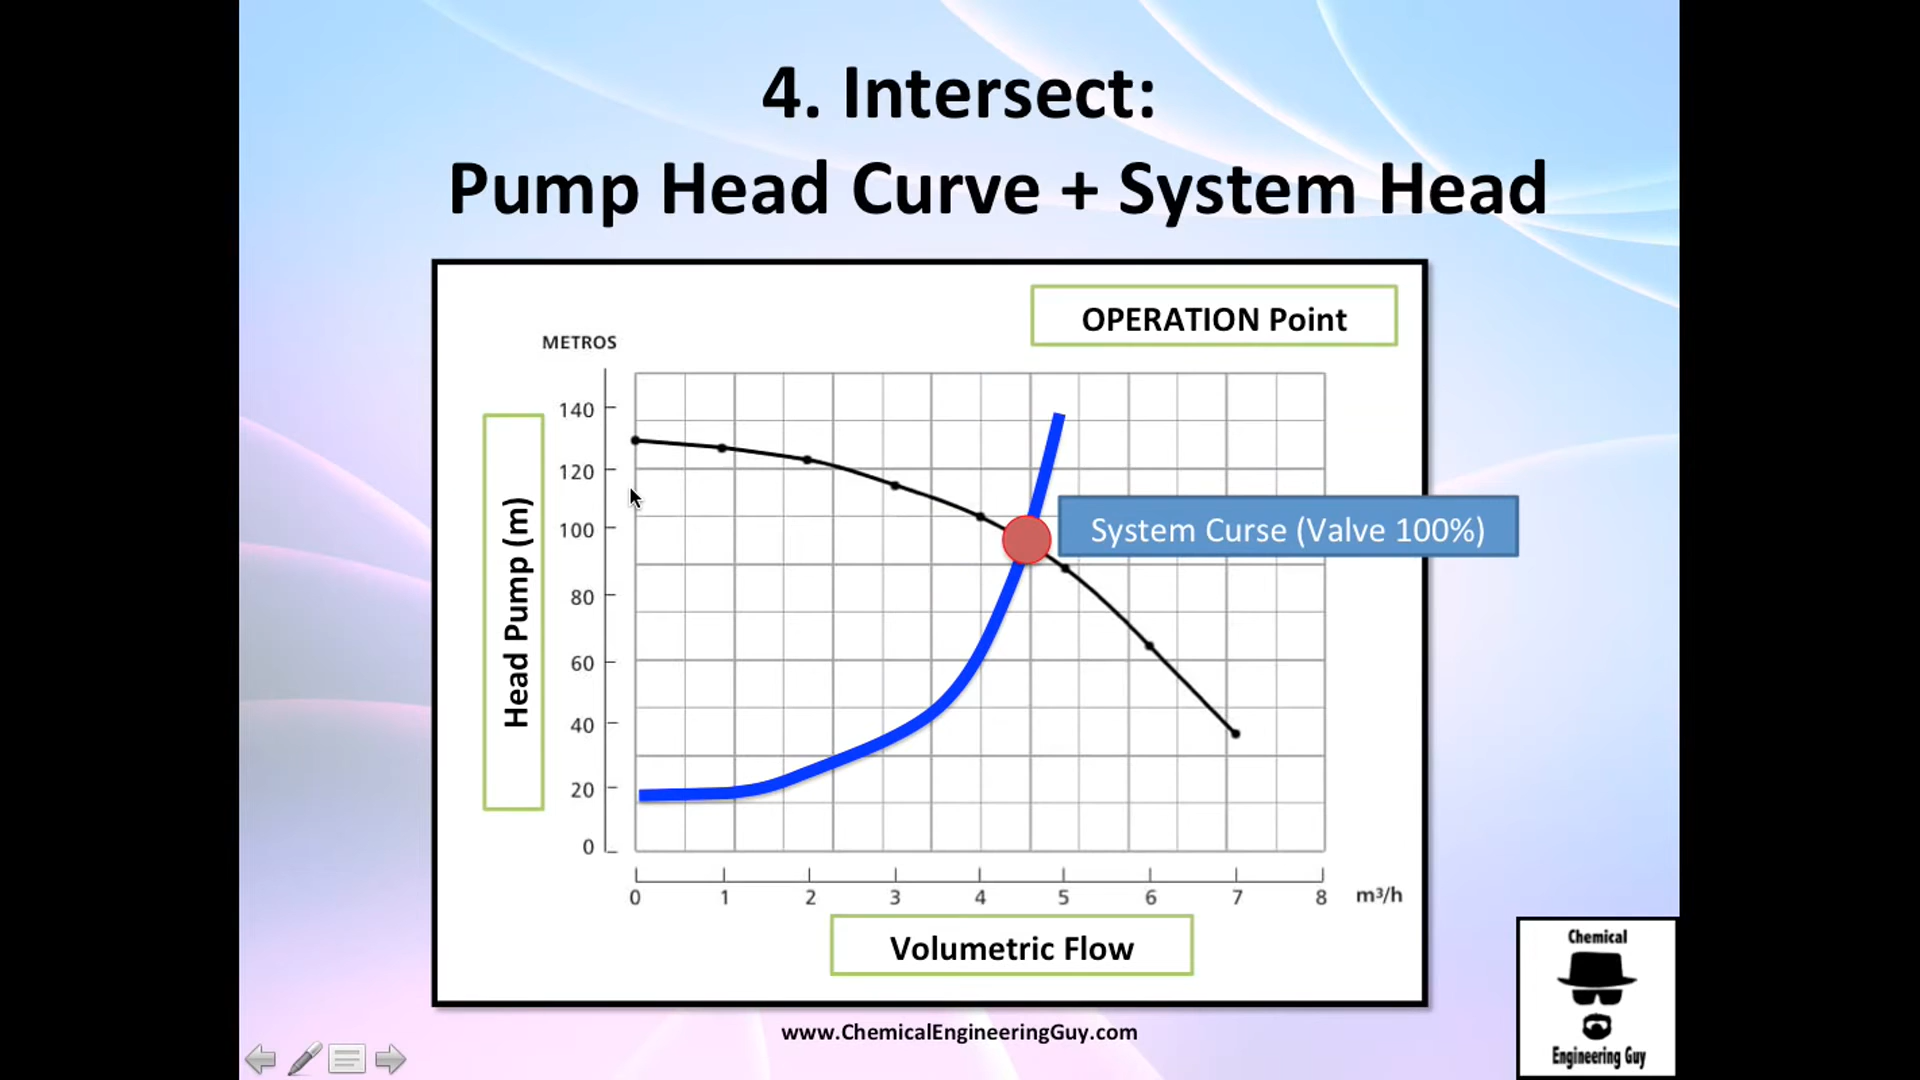 4. Intersect:
Pump Head Curve + System Head
OPERATION Point
METROS
140
120
100
80
60
40
20
0
Head Pump (m)
System Curse (Valve 100%)
0 1 2 3 4 5 6 7 8 m³/h
Volumetric Flow
www.ChemicalEngineeringGuy.com
Chemical
Engineering Guy